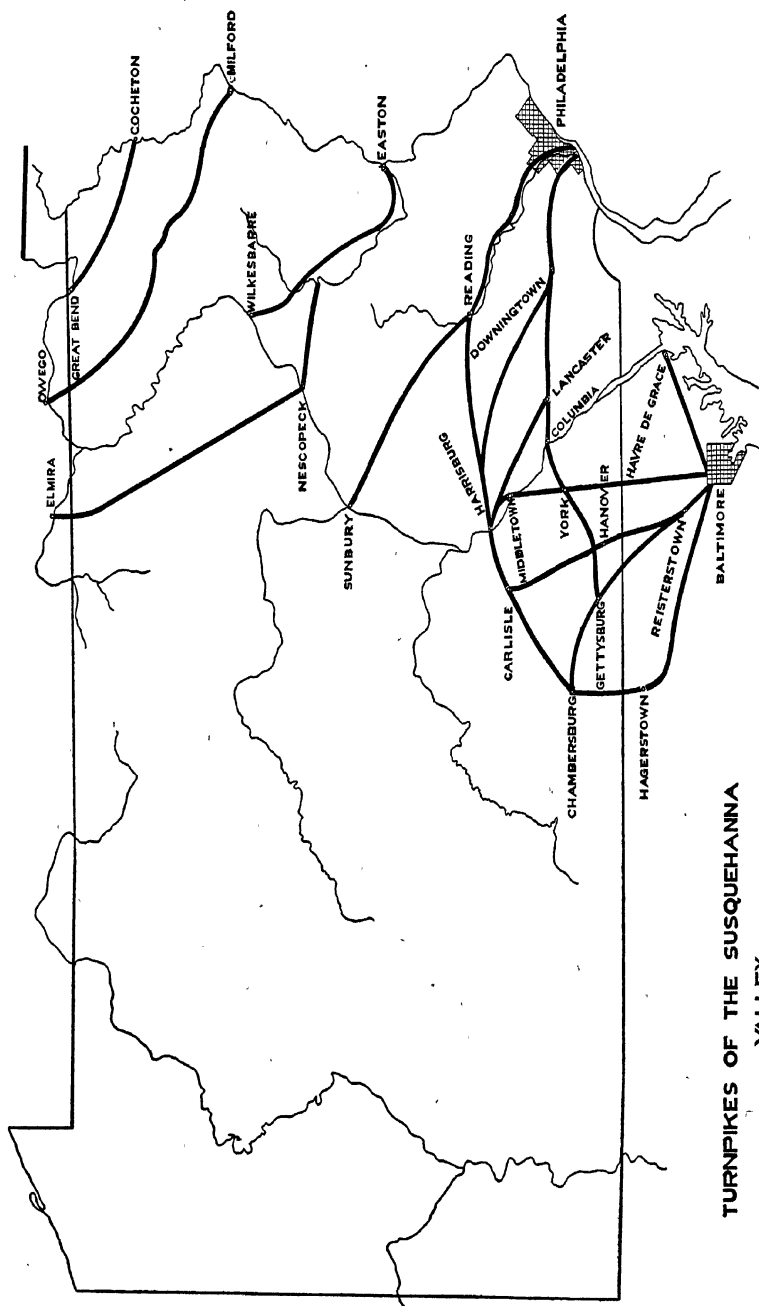 ELMIRA
OWEGO
GREAT BEND
COCHETON
MILFORD
WILKESBARRE
NESCOPECK
EASTON
SUNBURY
READING
HARRISBURG
DOWNINGTOWN
PHILADELPHIA
LANCASTER
COLUMBIA
MIDDLETOWN
CARLISLE
YORK
HANOVER
HAVRE DE GRACE
CHAMBERSBURG
GETTYSBURG
REISTERSTOWN
HAGERSTOWN
BALTIMORE
TURNPIKES OF THE SUSQUEHANNA
VALLEY